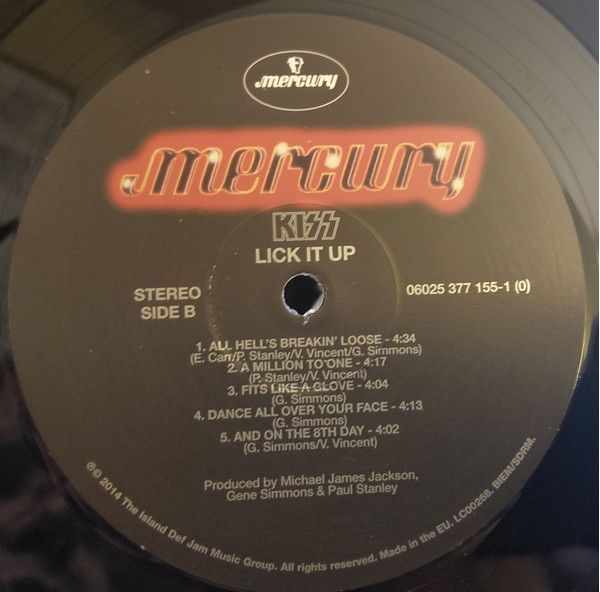 mercury
mercury
KISS
LICK IT UP
STEREO
SIDE B
06025 377 155-1 (0)
1. ALL HELL'S BREAKIN' LOOSE - 4:34
(E. Carr/P. Stanley/V. Vincent/G. Simmons)
2. A MILLION TO ONE - 4:17
(P. Stanley/V. Vincent)
3. FITS LIKE A GLOVE - 4:04
(G. Simmons)
4. DANCE ALL OVER YOUR FACE - 4:13
(G. Simmons)
5. AND ON THE 8TH DAY - 4:02
(G. Simmons/V. Vincent)
Produced by Michael James Jackson,
Gene Simmons & Paul Stanley
℗© 2014 The Island Def Jam Music Group. All rights reserved. Made in the EU. LC00268. BIEM/SDRM.